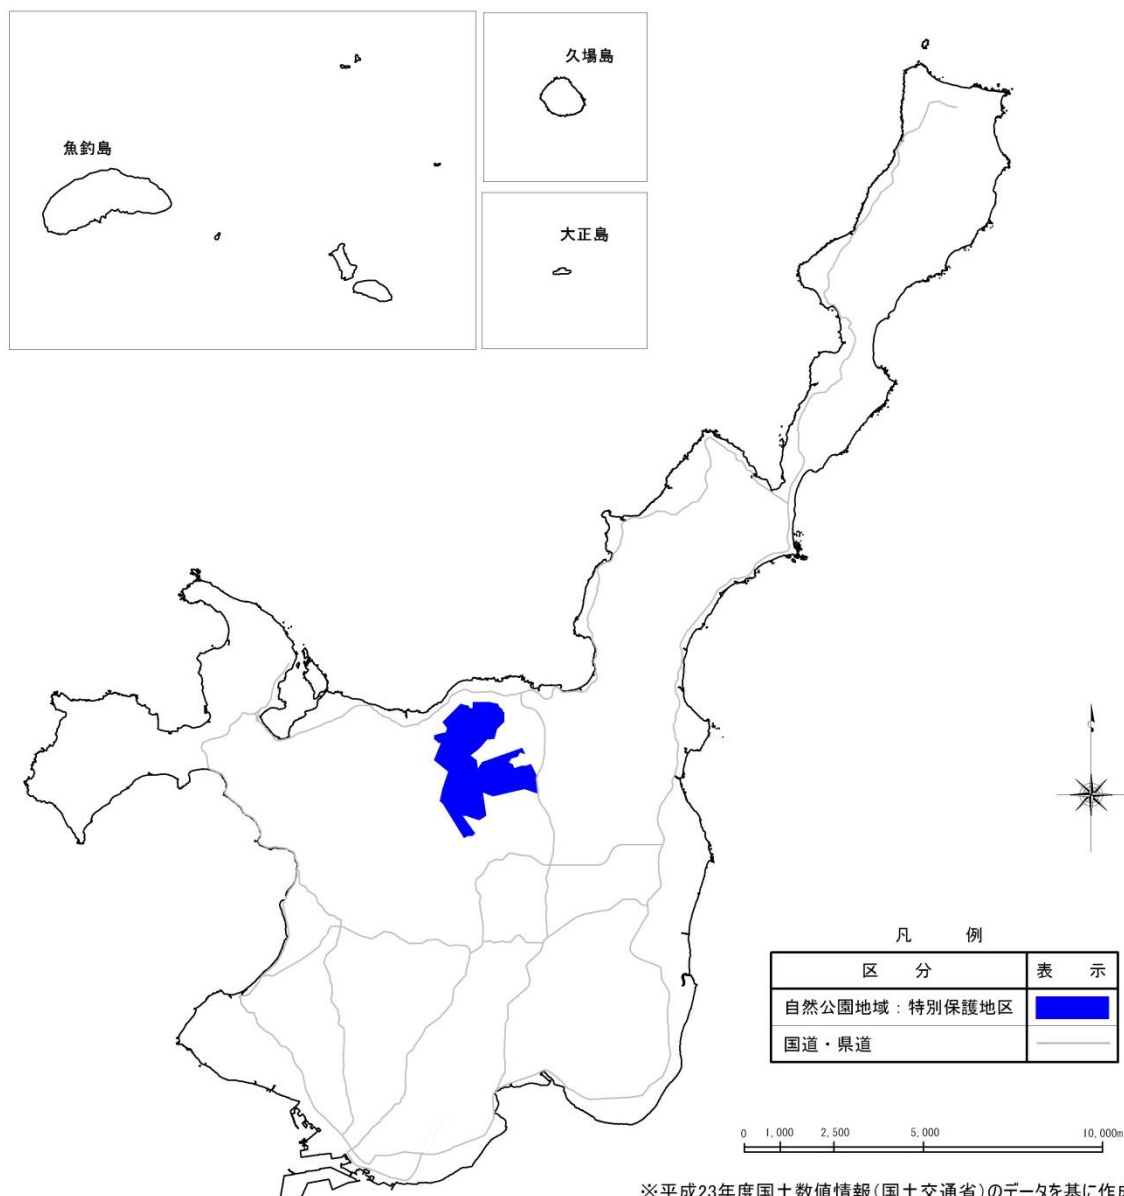 久場島
魚釣島
大正島
凡 例
区 分 表 示
自然公園地域：特別保護地区
国道・県道
0 1,000 2,500 5,000 10,000m
※平成23年度国土数値情報(国土交通省)のデータを基に作成